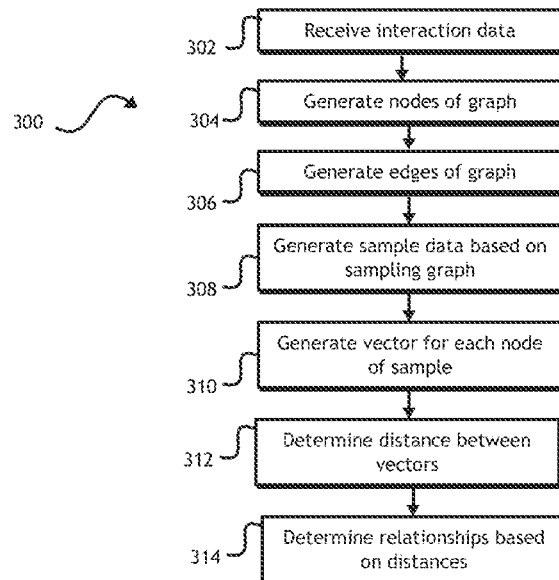 300
302
Receive interaction data
304
Generate nodes of graph
306
Generate edges of graph
308
Generate sample data based on
sampling graph
310
Generate vector for each node
of sample
312
Determine distance between
vectors
314
Determine relationships based
on distances